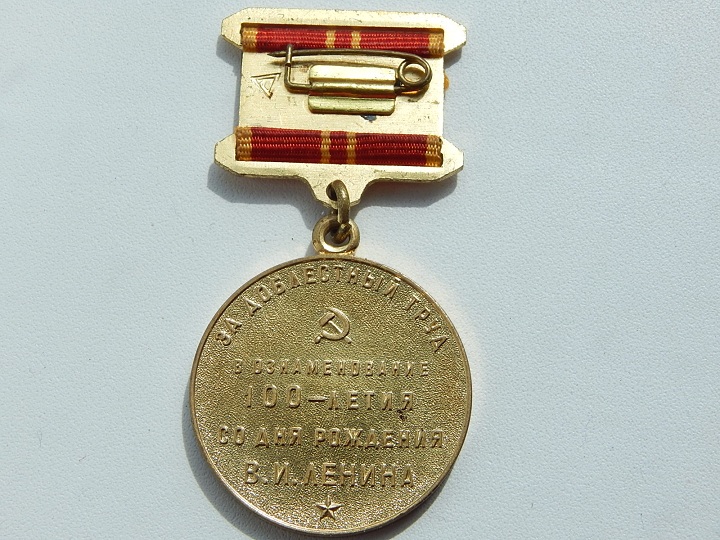 ЗА ДОБЛЕСТНЫЙ ТРУД
В ОЗНАМЕНОВАНИЕ
100-ЛЕТИЯ
СО ДНЯ РОЖДЕНИЯ
В.И.ЛЕНИНА